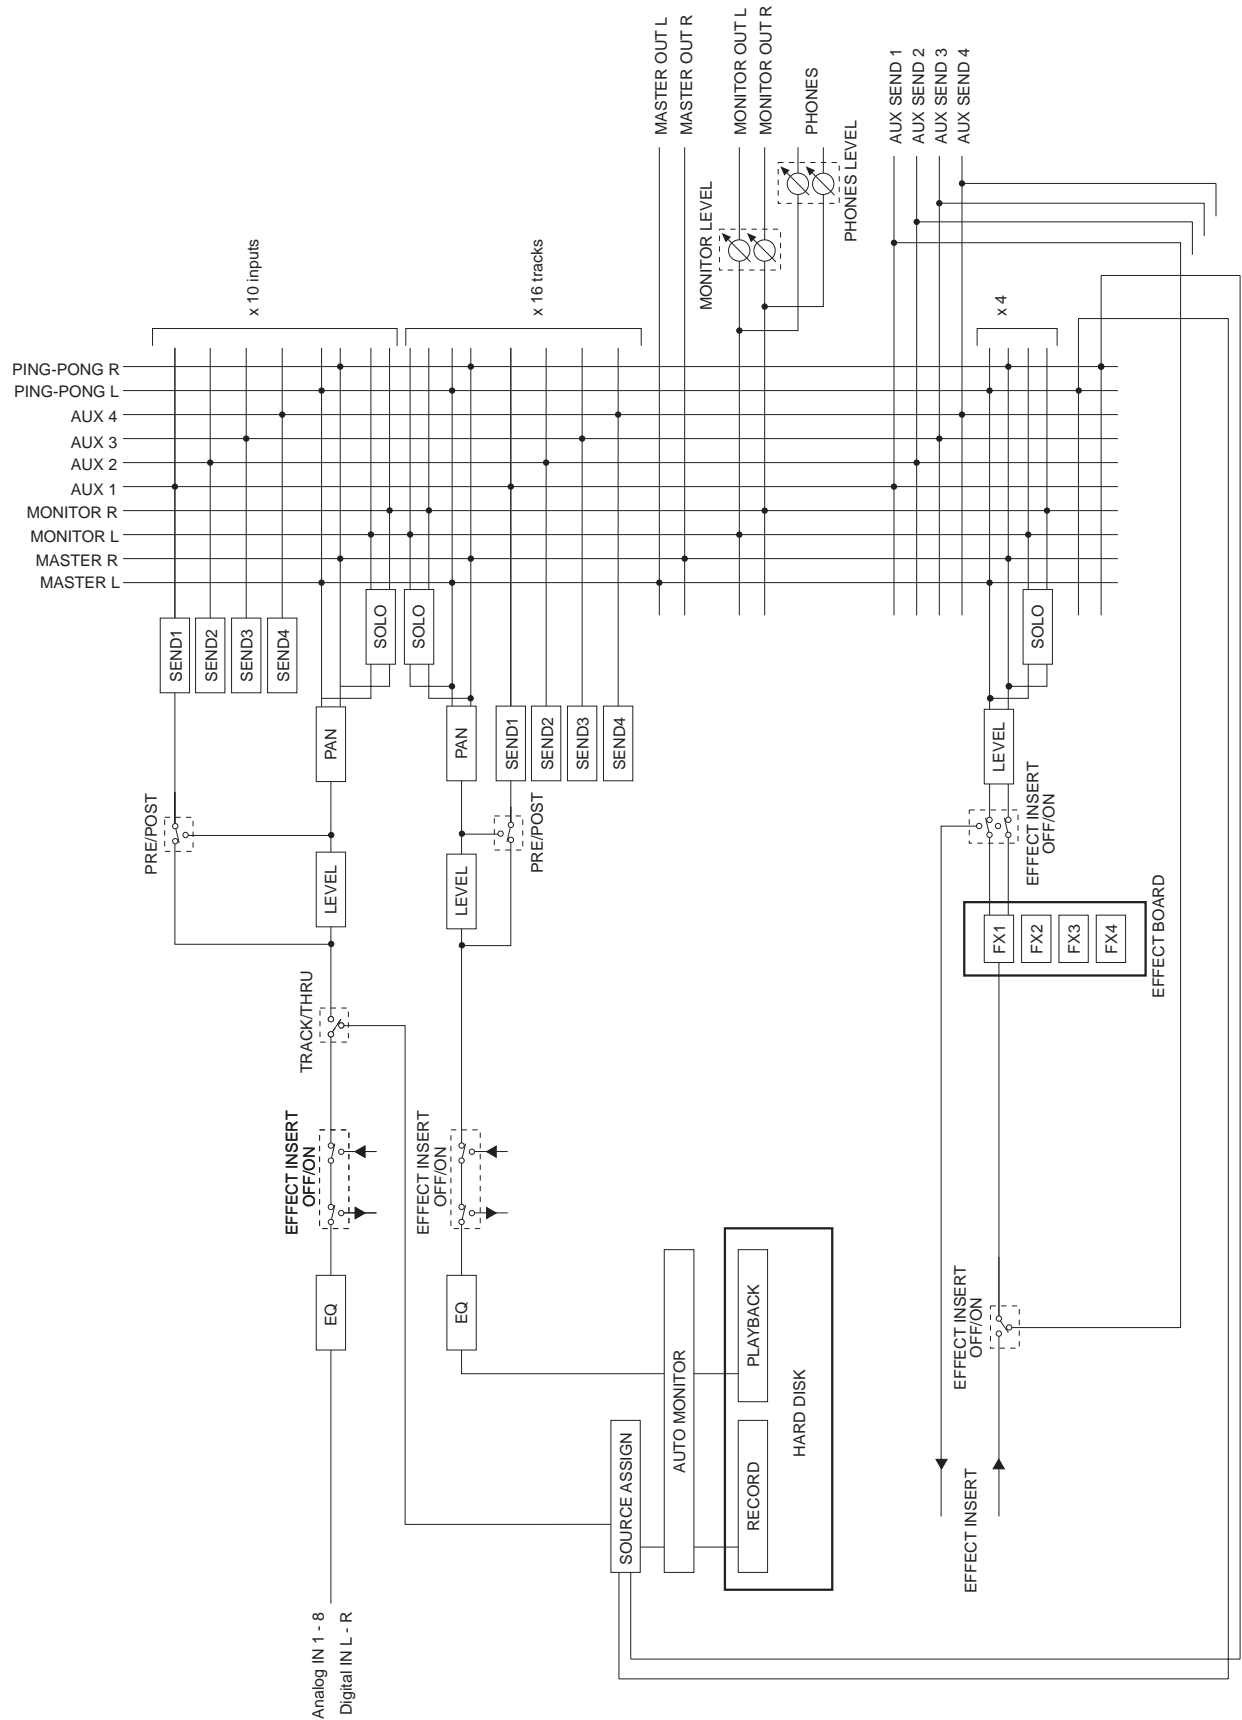 MASTER OUT L
MASTER OUT R
MONITOR OUT L
MONITOR OUT R
PHONES
AUX SEND 1
AUX SEND 2
AUX SEND 3
AUX SEND 4
MONITOR LEVEL
PHONES LEVEL
x 10 inputs
x 16 tracks
x 4
PING-PONG R
PING-PONG L
AUX 4
AUX 3
AUX 2
AUX 1
MONITOR R
MONITOR L
MASTER R
MASTER L
SEND1
SEND2
SEND3
SEND4
SOLO
SOLO
SOLO
PAN
PAN
SEND1
SEND2
SEND3
SEND4
LEVEL
PRE/POST
PRE/POST
EFFECT INSERT
OFF/ON
LEVEL
LEVEL
EFFECT BOARD
FX1
FX2
FX3
FX4
TRACK/THRU
EFFECT INSERT
OFF/ON
EFFECT INSERT
OFF/ON
EQ
EQ
EFFECT INSERT
OFF/ON
PLAYBACK
AUTO MONITOR
HARD DISK
SOURCE ASSIGN
RECORD
EFFECT INSERT
Analog IN 1 - 8
Digital IN L - R